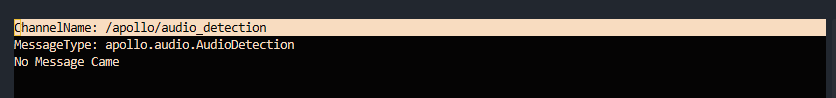 ChannelName: /apollo/audio_detection
MessageType: apollo.audio.AudioDetection
No Message Came